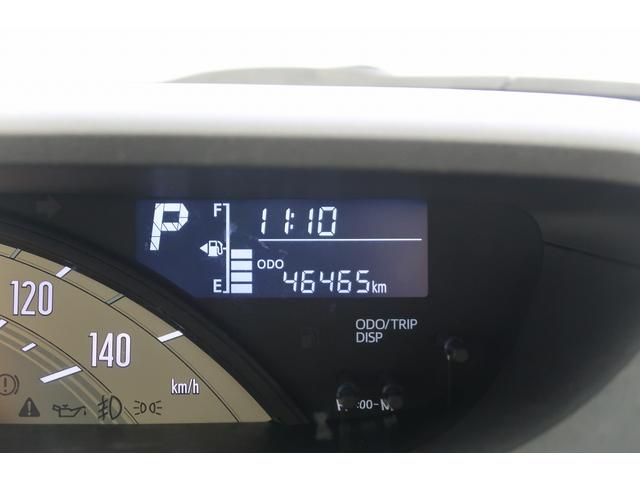 P
F
11:10
ODO
46465km
E
ODO/TRIP
DISP
120
140
km/h